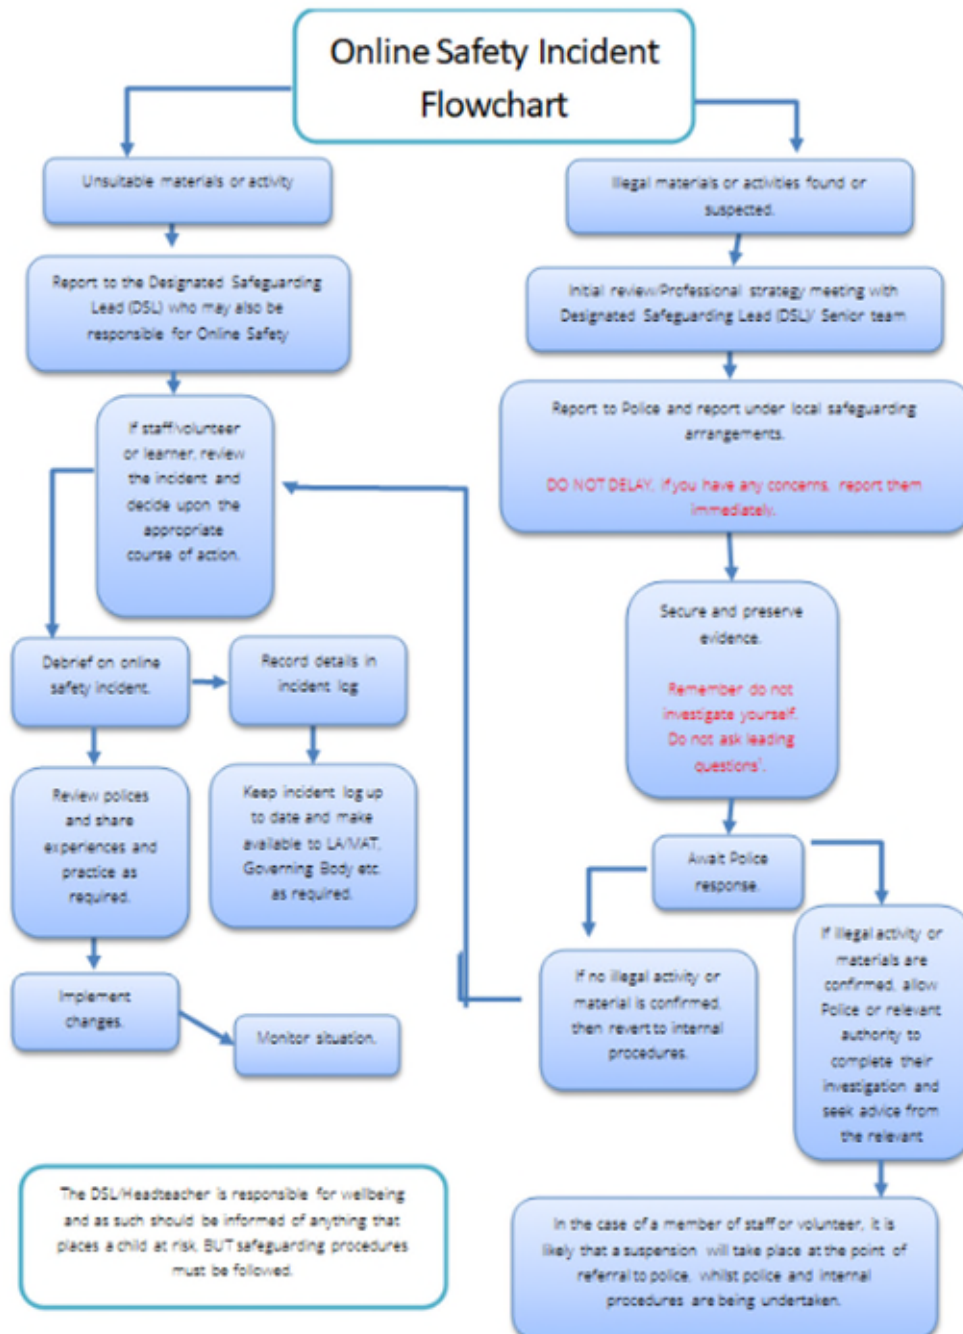 Online Safety Incident
Flowchart
Unsuitable materials or activity
Report to the Designated Safeguarding
Lead (DSL) who may also be
responsible for Online Safety
If staff/volunteer
or learner, review
the incident and
decide upon the
appropriate
course of action.
Debrief on online
safety incident.
Record details in
incident log
Review polices
and share
experiences and
practice as
required.
Keep incident log up
to date and make
available to LA/MAT,
Governing Body etc.
as required.
Implement
changes.
Monitor situation.
The DSL/Headteacher is responsible for wellbeing
and as such should be informed of anything that
places a child at risk, BUT safeguarding procedures
must be followed.
Illegal materials or activities found or
suspected.
Initial review/Professional strategy meeting with
Designated Safeguarding Lead (DSL)/ Senior team
Report to Police and report under local safeguarding
arrangements.
DO NOT DELAY, if you have any concerns, report them
immediately.
Secure and preserve
evidence.
Remember do not
investigate yourself.
Do not ask leading
questions¹.
Await Police
response.
If no illegal activity or
material is confirmed,
then revert to internal
procedures.
If illegal activity or
materials are
confirmed, allow
Police or relevant
authority to
complete their
investigation and
seek advice from
the relevant
In the case of a member of staff or volunteer, it is
likely that a suspension will take place at the point of
referral to police, whilst police and internal
procedures are being undertaken.